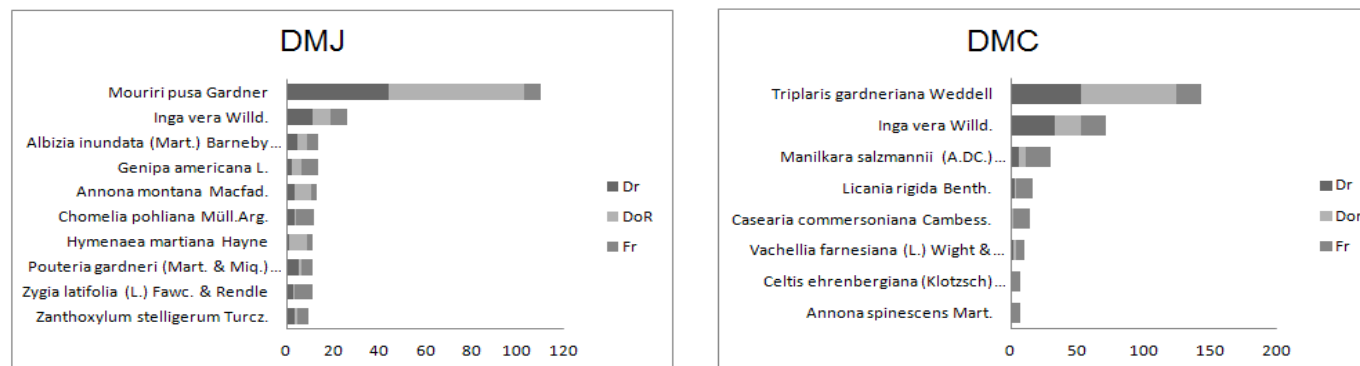 DMJ
Mouriri pusa Gardner
Inga vera Willd.
Albizia inundata (Mart.) Barneby ...
Genipa americana L.
Annona montana Macfad.
Chomelia pohliana Müll.Arg.
Hymenaea martiana Hayne
Pouteria gardneri (Mart. & Miq.) ...
Zygia latifolia (L.) Fawc. & Rendle
Zanthoxylum stelligerum Turcz.
0 20 40 60 80 100 120
Dr
DoR
Fr
DMC
Triplaris gardneriana Weddell
Inga vera Willd.
Manilkara salzmannii (A.DC.) ...
Licania rigida Benth.
Casearia commersoniana Cambess.
Vachellia farnesiana (L.) Wight & ...
Celtis ehrenbergiana (Klotzsch) ...
Annona spinescens Mart.
0 50 100 150 200
Dr
Dor
Fr